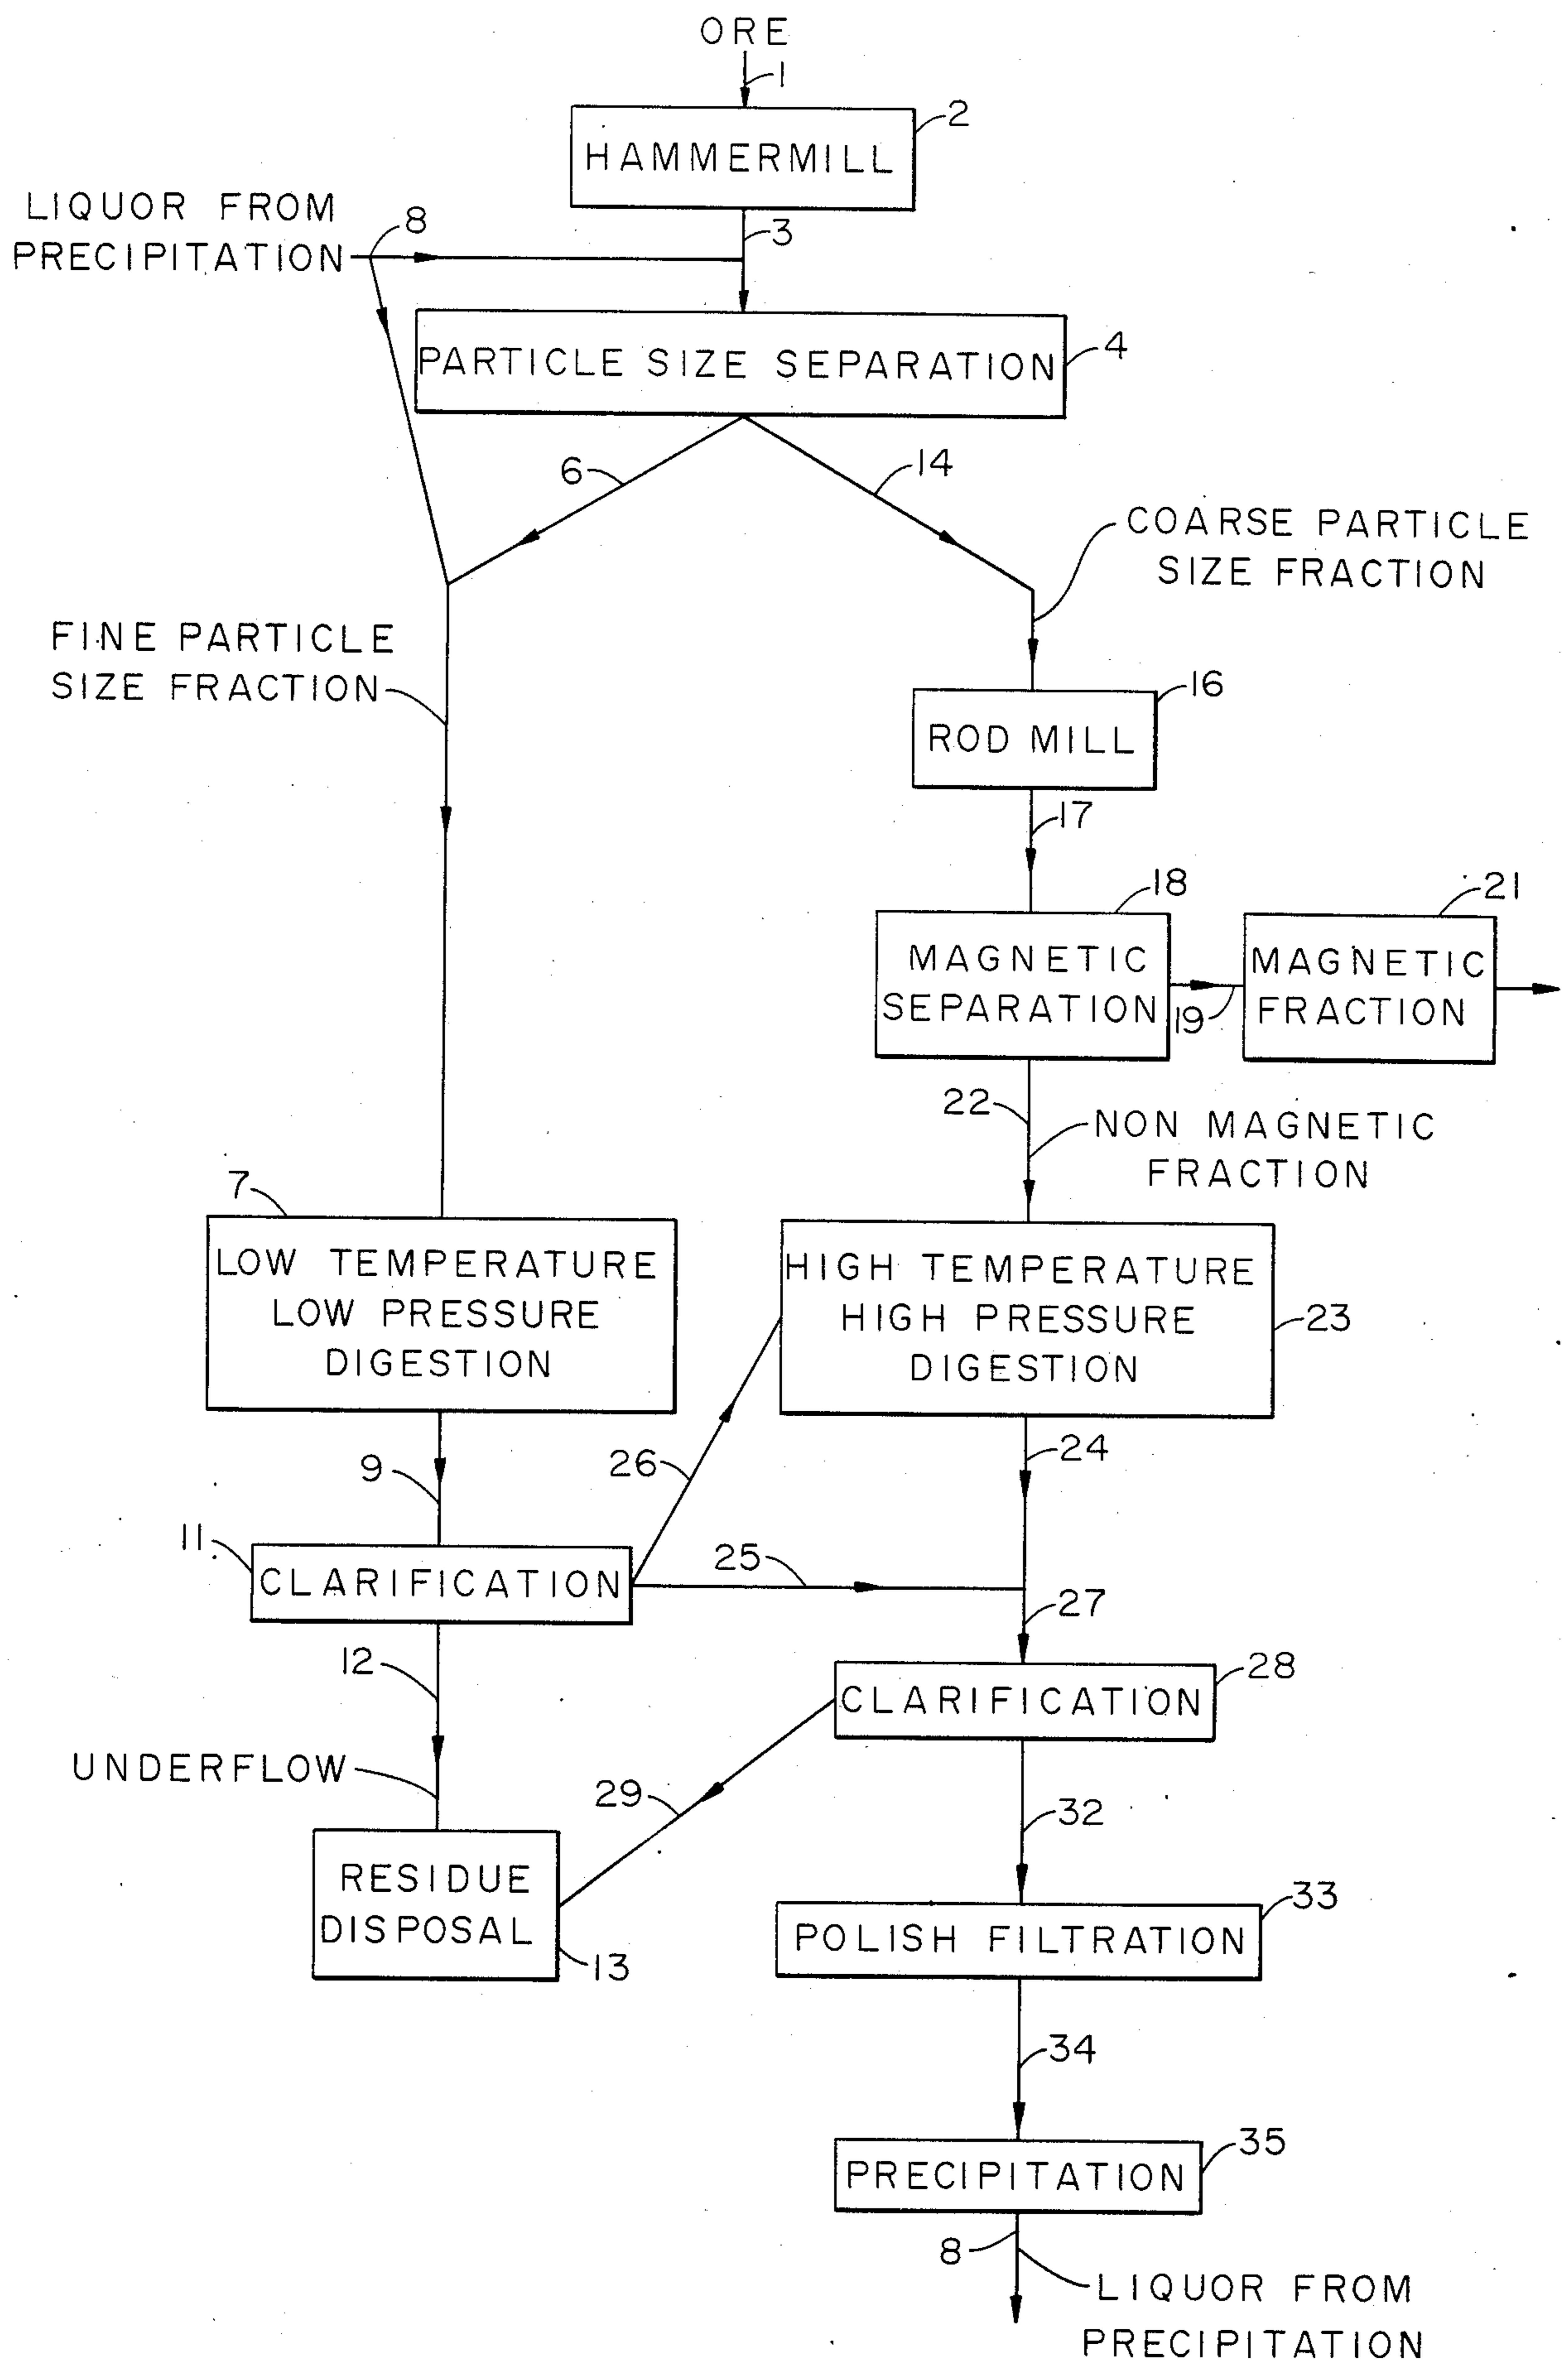 ORE
1
2
HAMMERMILL
LIQUOR FROM
PRECIPITATION
8
3
PARTICLE SIZE SEPARATION
4
6
14
COARSE PARTICLE
SIZE FRACTION
FINE PARTICLE
SIZE FRACTION
16
ROD MILL
17
18
21
MAGNETIC
SEPARATION
19
MAGNETIC
FRACTION
22
NON MAGNETIC
FRACTION
7
LOW TEMPERATURE
LOW PRESSURE
DIGESTION
HIGH TEMPERATURE
HIGH PRESSURE
DIGESTION
23
9
26
24
11
CLARIFICATION
25
27
12
28
CLARIFICATION
UNDERFLOW
29
32
RESIDUE
DISPOSAL
13
33
POLISH FILTRATION
34
35
PRECIPITATION
8
LIQUOR FROM
PRECIPITATION